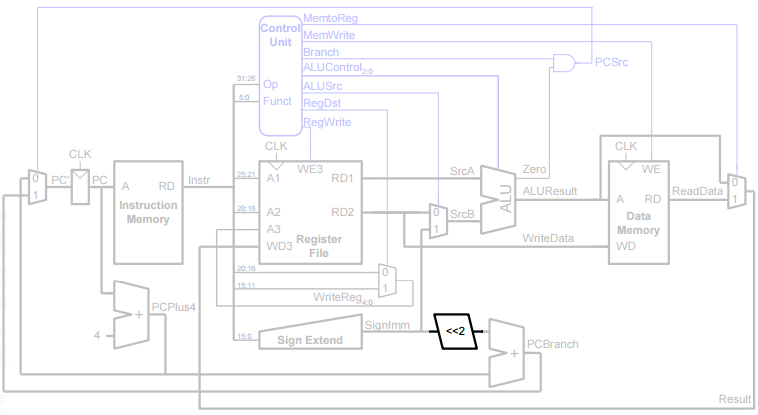 MemtoReg
Control
Unit
MemWrite
Branch
ALUControl2:0
PCSrc
31:26
Op
ALUSrc
5:0
Funct
RegDst
RegWrite
CLK
CLK
CLK
0
1
PC'
PC
A
RD
Instruction
Memory
Instr
25:21
A1
WE3
RD1
SrcA
Zero
WE
0
1
20:16
A2
RD2
0
1
SrcB
ALU
ALUResult
A
RD
ReadData
A3
WD3
Register
File
WriteData
Data
Memory
WD
20:16
15:11
0
1
WriteReg4:0
PCPlus4
+
4
15:0
Sign Extend
SignImm
<<2
+
PCBranch
Result